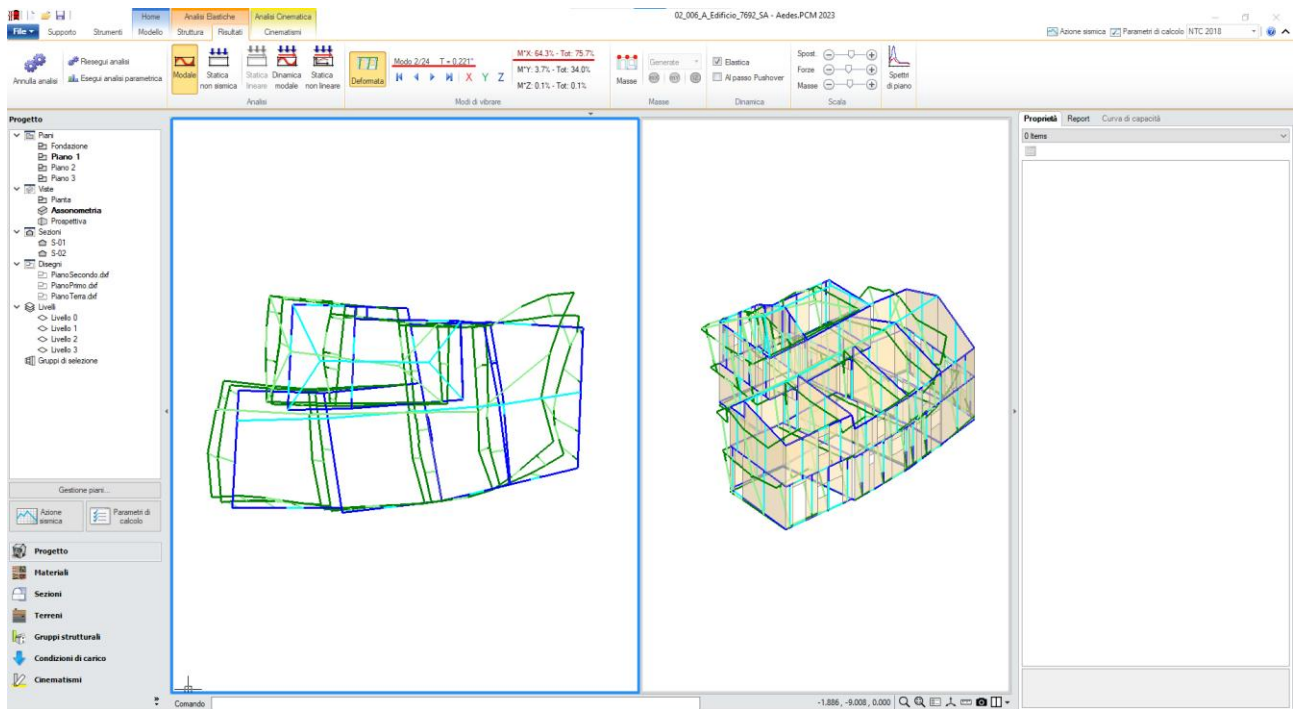 02_006_A_Edificio_7692_SA - Aedes.PCM 2023
Home Analisi Elastiche Analisi Cinematica
File Supporto Strumenti Modello Struttura Risultati Cinematismi
Azione sismica Parametri di calcolo NTC 2018
Annulla analisi
Riesegui analisi
Esegui analisi parametrica
Modale
Statica non sismica
Statica lineare
Dinamica modale
Statica non lineare
Analisi
Deformata
Modo 2/24 T = 0.221"
X Y Z
M*X: 64.3% - Tot: 75.7%
M*Y: 3.7% - Tot: 34.0%
M*Z: 0.1% - Tot: 0.1%
Modi di vibrare
Masse
Generate
Masse
Elastica
Al passo Pushover
Dinamica
Spost.
Forze
Masse
Scala
Spettri di piano
Progetto
Piani
Fondazione
Piano 1
Piano 2
Piano 3
Viste
Pianta
Assonometria
Prospettiva
Sezioni
S-01
S-02
Disegni
PianoSecondo.dxf
PianoPrimo.dxf
PianoTerra.dxf
Livelli
Livello 0
Livello 1
Livello 2
Livello 3
Gruppi di selezione
Gestione piani...
Azione sismica
Parametri di calcolo
Progetto
Materiali
Sezioni
Terreni
Gruppi strutturali
Condizioni di carico
Cinematismi
Proprietà Report Curva di capacità
0 Items
Comando
-1.886, -9.008, 0.000